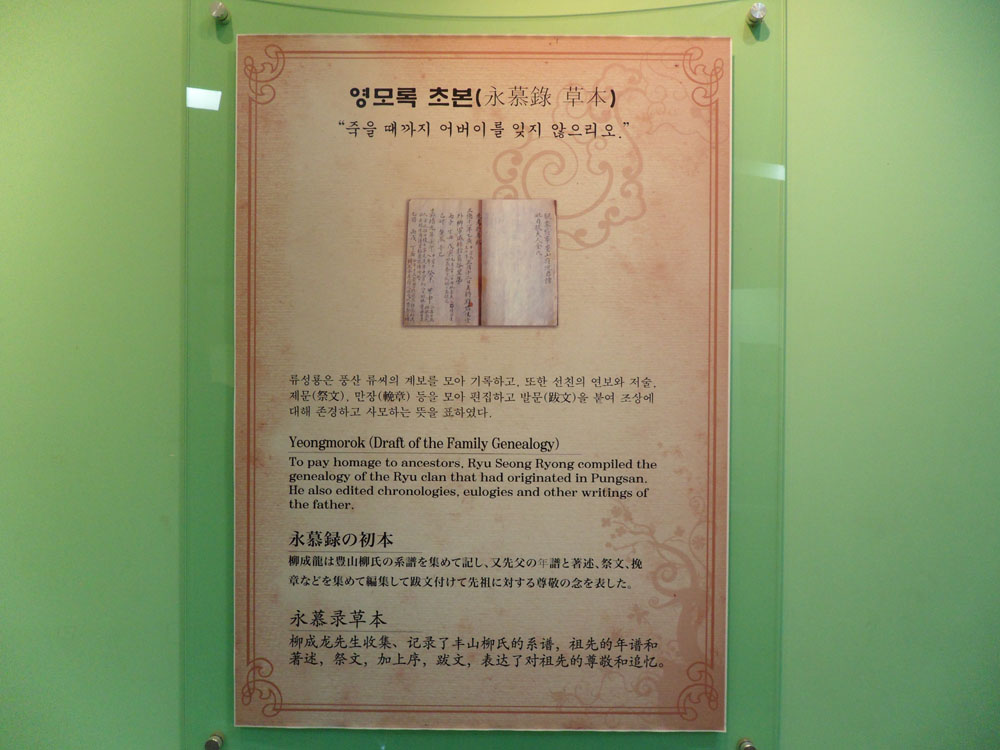 영모록 초본(永慕錄 草本)
“죽을 때까지 어버이를 잊지 않으리오.”
류성룡은 풍산 류씨의 계보를 모아 기록하고, 또한 선친의 연보와 저술,
제문(祭文), 만장(輓章) 등을 모아 편집하고 발문(跋文)을 붙여 조상에
대해 존경하고 사모하는 뜻을 표하였다.
Yeongmorok (Draft of the Family Genealogy)
To pay homage to ancestors, Ryu Seong Ryong compiled the
genealogy of the Ryu clan that had originated in Pungsan.
He also edited chronologies, eulogies and other writings of
the father.
永慕録の初本
柳成龍は豊山柳氏の系譜を集めて記し、又先父の年譜と著述、祭文、挽
章などを集めて編集して跋文付けて先祖に対する尊敬の念を表した。
永慕录草本
柳成龙先生收集、记录了丰山柳氏的系谱，祖先的年谱和
著述，祭文，加上序，跋文，表达了对祖先的尊敬和追忆。